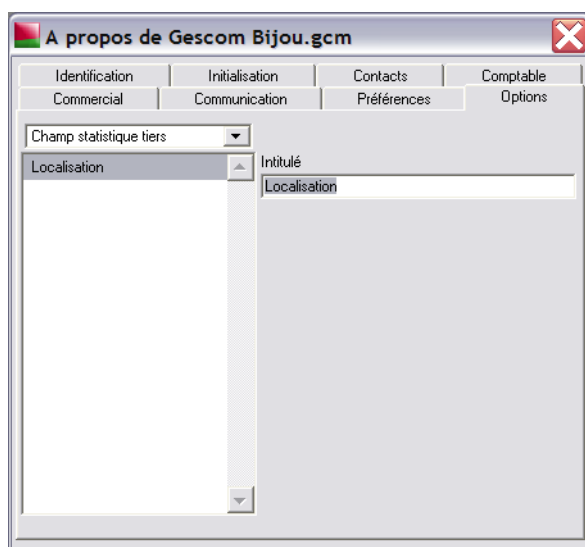 A propos de Gescom Bijou.gcm
Identification Initialisation Contacts Comptable
Commercial Communication Préférences Options
Champ statistique tiers
Localisation
Intitulé
Localisation